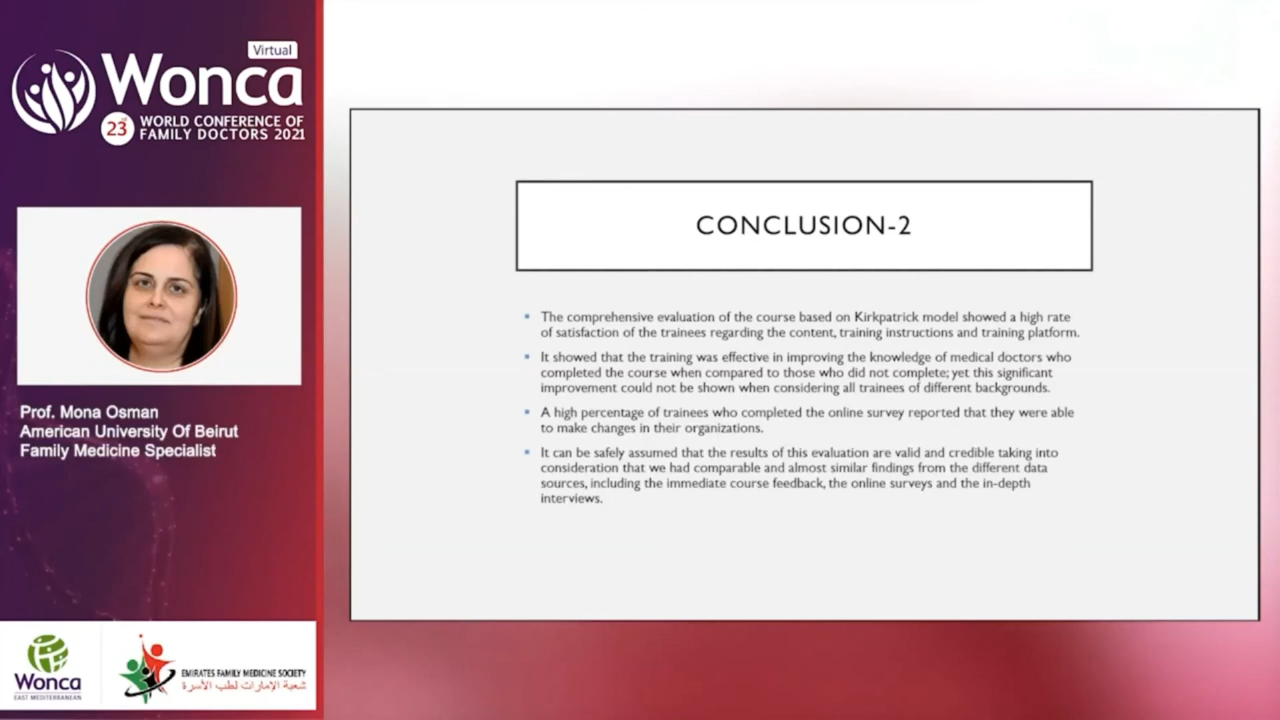 Virtual
Wonca
23rd WORLD CONFERENCE OF
FAMILY DOCTORS 2021
Prof. Mona Osman
American University Of Beirut
Family Medicine Specialist
Wonca
EAST MEDITERRANEAN
EMIRATES FAMILY MEDICINE SOCIETY
شعبة الإمارات لطب الأسرة
CONCLUSION-2
▪ The comprehensive evaluation of the course based on Kirkpatrick model showed a high rate
of satisfaction of the trainees regarding the content, training instructions and training platform.
▪ It showed that the training was effective in improving the knowledge of medical doctors who
completed the course when compared to those who did not complete; yet this significant
improvement could not be shown when considering all trainees of different backgrounds.
▪ A high percentage of trainees who completed the online survey reported that they were able
to make changes in their organizations.
▪ It can be safely assumed that the results of this evaluation are valid and credible taking into
consideration that we had comparable and almost similar findings from the different data
sources, including the immediate course feedback, the online surveys and the in-depth
interviews.